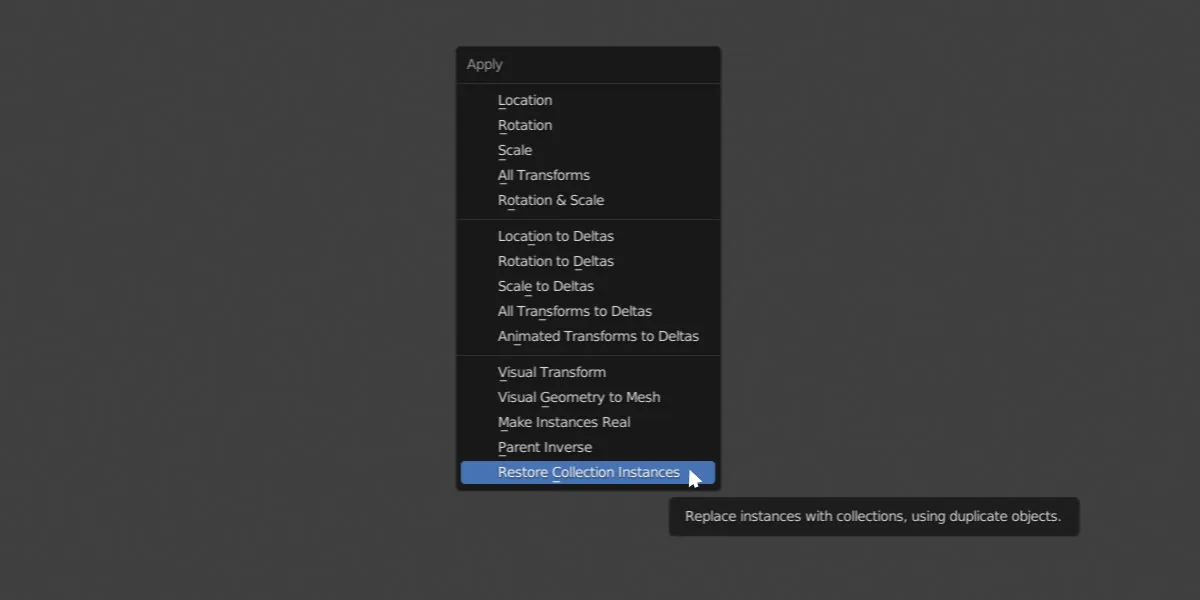 Apply
Location
Rotation
Scale
All Transforms
Rotation & Scale
Location to Deltas
Rotation to Deltas
Scale to Deltas
All Transforms to Deltas
Animated Transforms to Deltas
Visual Transform
Visual Geometry to Mesh
Make Instances Real
Parent Inverse
Restore Collection Instances
Replace instances with collections, using duplicate objects.